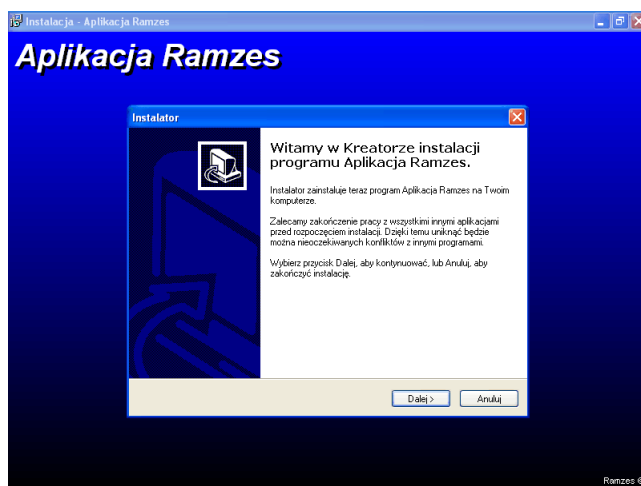 Instalacja - Aplikacja Ramzes
Aplikacja Ramzes
Instalator
Witamy w Kreatorze instalacji
programu Aplikacja Ramzes.
Instalator zainstaluje teraz program Aplikacja Ramzes na Twoim
komputerze.
Zalecamy zakończenie pracy z wszystkimi innymi aplikacjami
przed rozpoczęciem instalacji. Dzięki temu uniknąć będzie
można nieoczekiwanych konfliktów z innymi programami.
Wybierz przycisk Dalej, aby kontynuować, lub Anuluj, aby
zakończyć instalację.
Dalej >
Anuluj
Ramzes ©